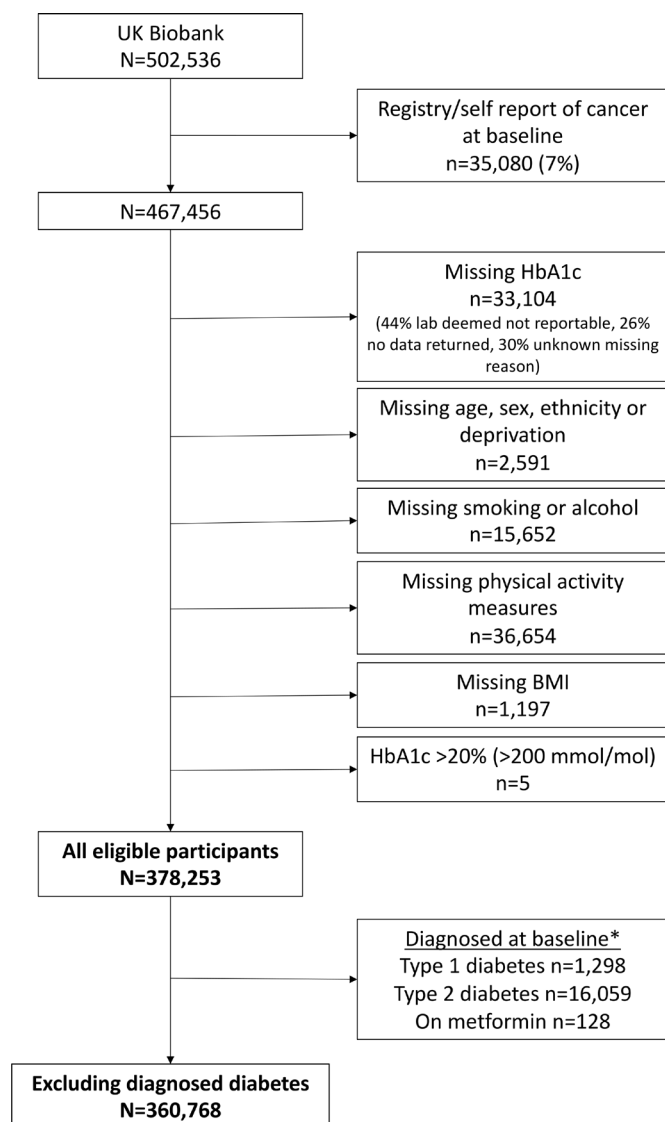 UK Biobank
N=502,536
Registry/self report of cancer
at baseline
n=35,080 (7%)
N=467,456
Missing HbA1c
n=33,104
(44% lab deemed not reportable, 26%
no data returned, 30% unknown missing
reason)
Missing age, sex, ethnicity or
deprivation
n=2,591
Missing smoking or alcohol
n=15,652
Missing physical activity
measures
n=36,654
Missing BMI
n=1,197
HbA1c >20% (>200 mmol/mol)
n=5
All eligible participants
N=378,253
Diagnosed at baseline*
Type 1 diabetes n=1,298
Type 2 diabetes n=16,059
On metformin n=128
Excluding diagnosed diabetes
N=360,768